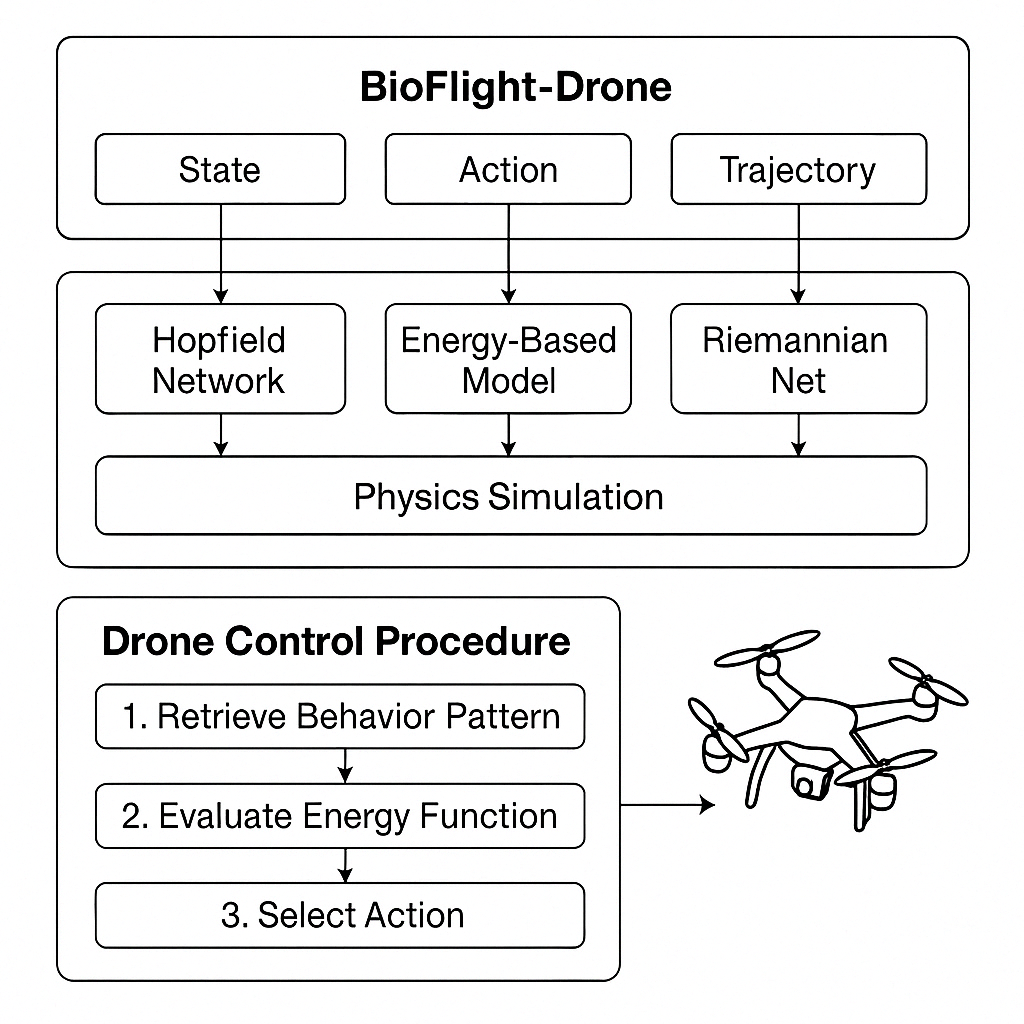 BioFlight-Drone
State
Action
Trajectory
Hopfield
Network
Energy-Based
Model
Riemannian
Net
Physics Simulation
Drone Control Procedure
1. Retrieve Behavior Pattern
2. Evaluate Energy Function
3. Select Action